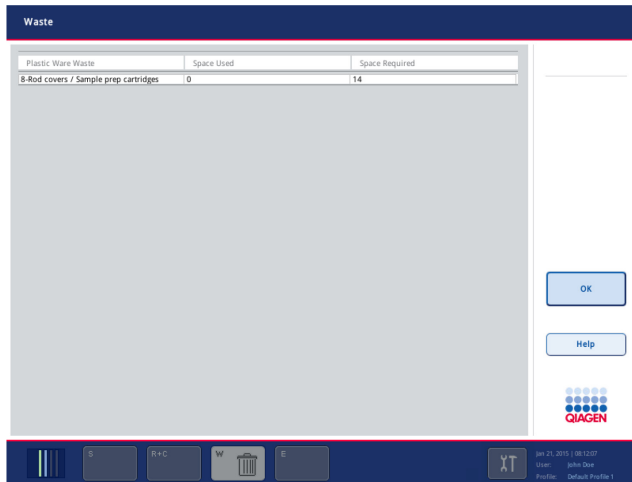 Waste
Plastic Ware Waste Space Used Space Required
8-Rod covers / Sample prep cartridges 0 14
OK
Help
QIAGEN
S R+C W E
Jun 21, 2015 | 08:12:07
User: John Doe
Profile: Default Profile 1